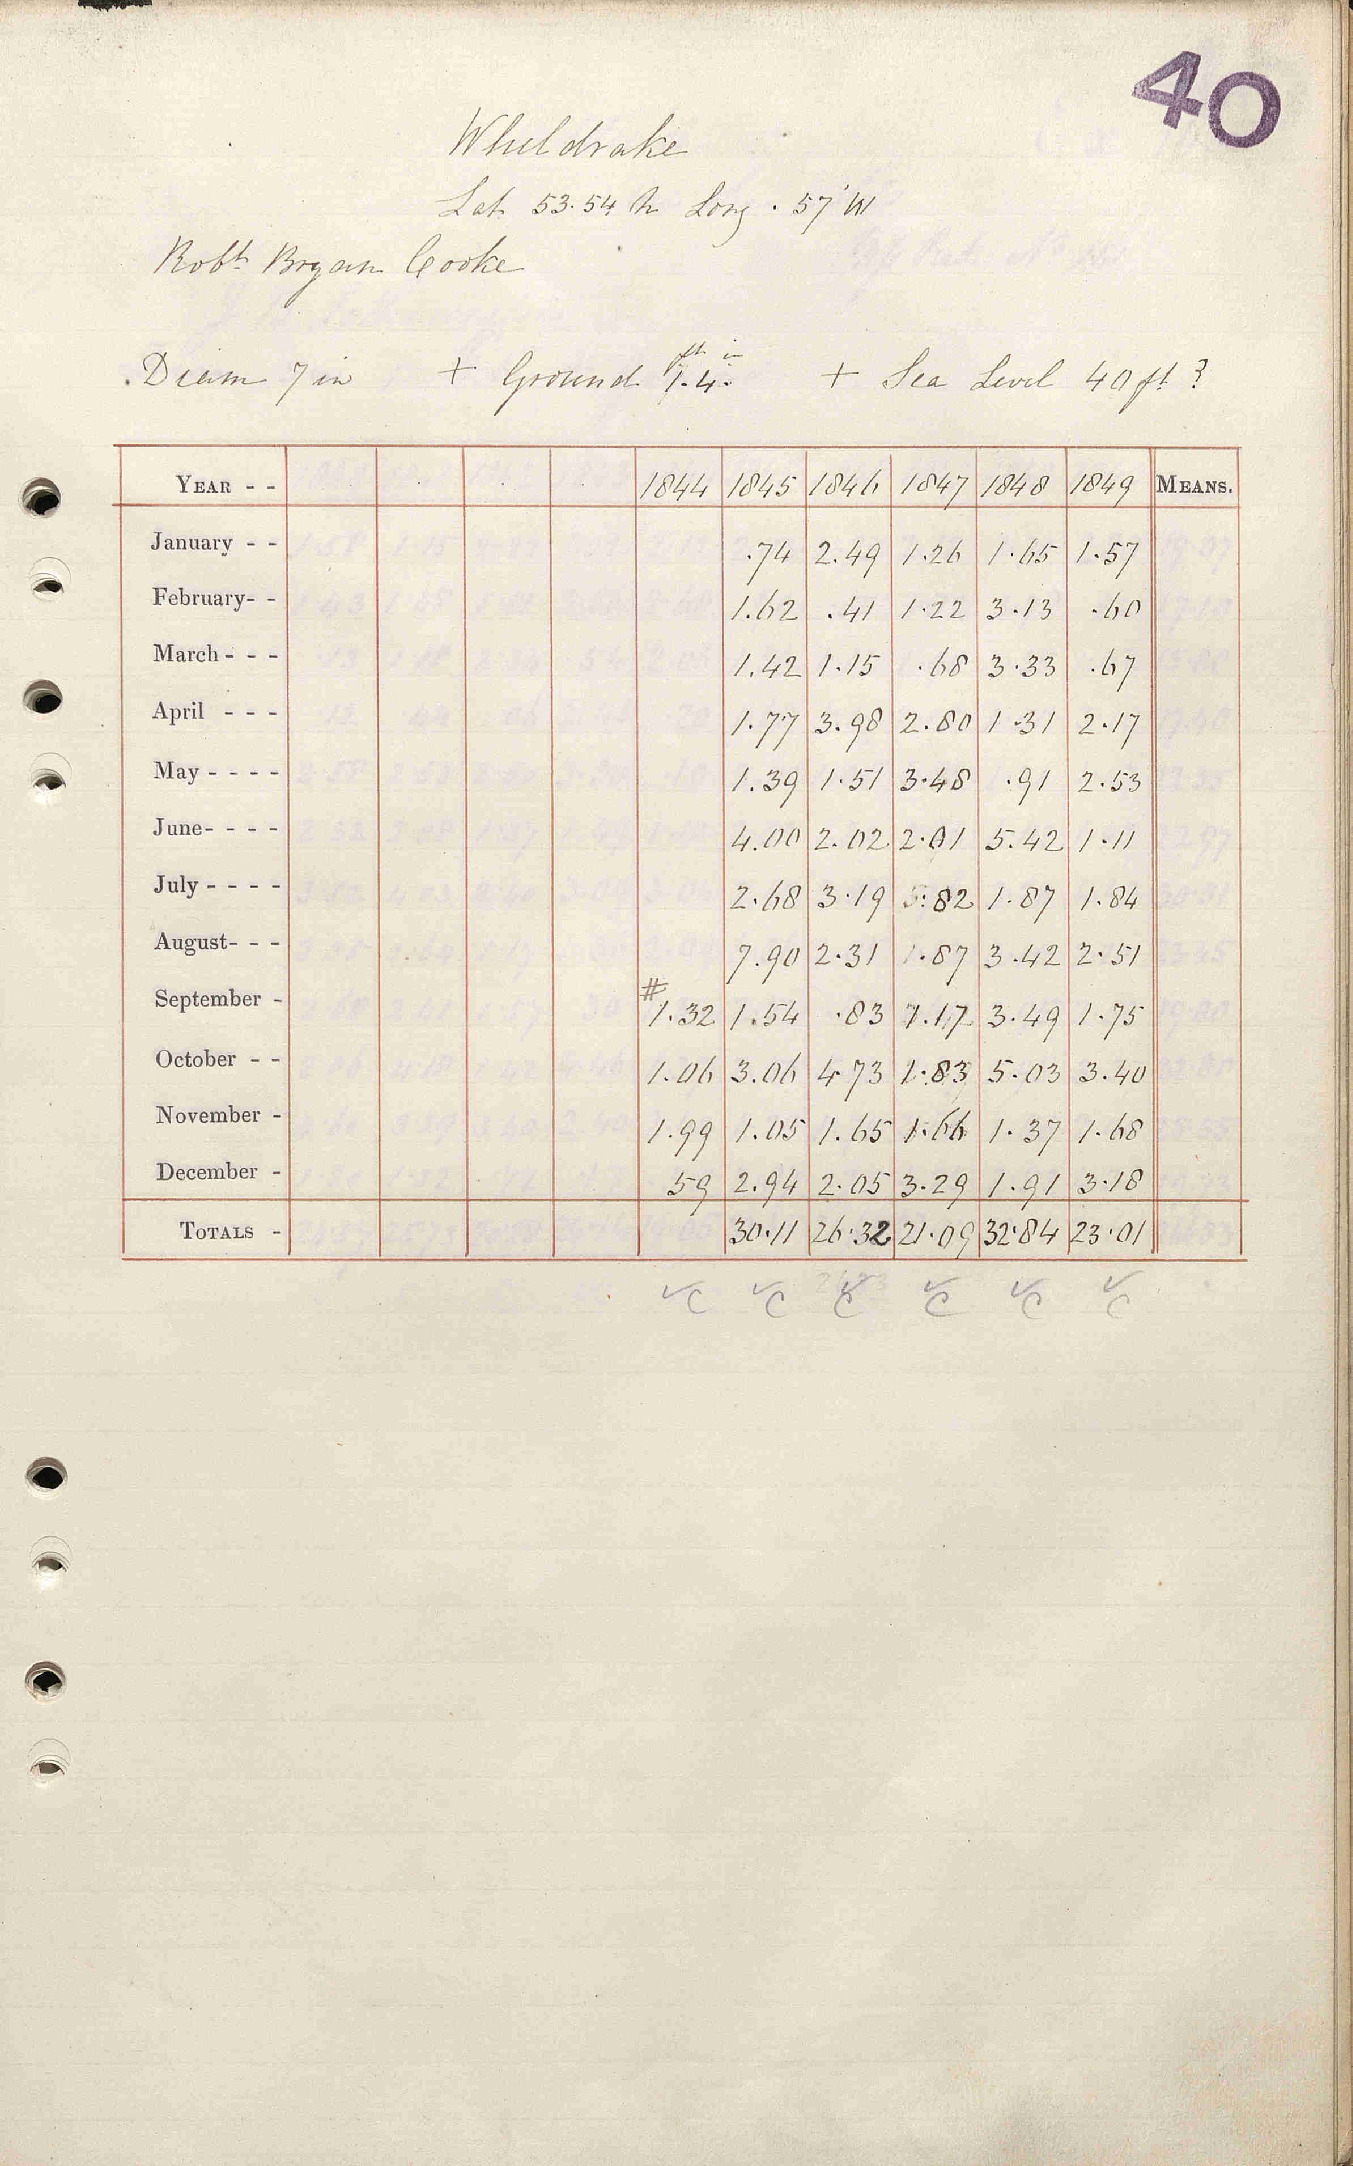 40
Wheldrake
Lat 53.54 N Long . 57' W
Robt Bryan Cooke
Diam 7 in + Ground 1ft.4in + Sea Level 40 ft ?
YEAR - - 1844 1845 1846 1847 1848 1849 MEANS.
January - - .74 2.49 1.26 1.65 1.57
February- - 1.62 .41 1.22 3.13 .60
March - - - 1.42 1.15 .68 3.33 .67
April - - - 1.77 3.98 2.80 1.31 2.17
May - - - - 1.39 1.51 3.48 .91 2.53
June- - - - 4.00 2.02 2.01 5.42 1.11
July - - - - 2.68 3.19 .82 1.87 1.84
August- - - 7.90 2.31 1.87 3.42 2.51
September - # 1.32 1.54 .83 1.17 3.49 1.75
October - - 1.06 3.06 4.73 1.83 5.03 3.40
November - 1.99 1.05 1.65 1.66 1.37 1.68
December - 59 2.94 2.05 3.29 1.91 3.18
TOTALS - 30.11 26.32 21.09 32.84 23.01
✓C ✓C ✓C ✓C ✓C ✓C